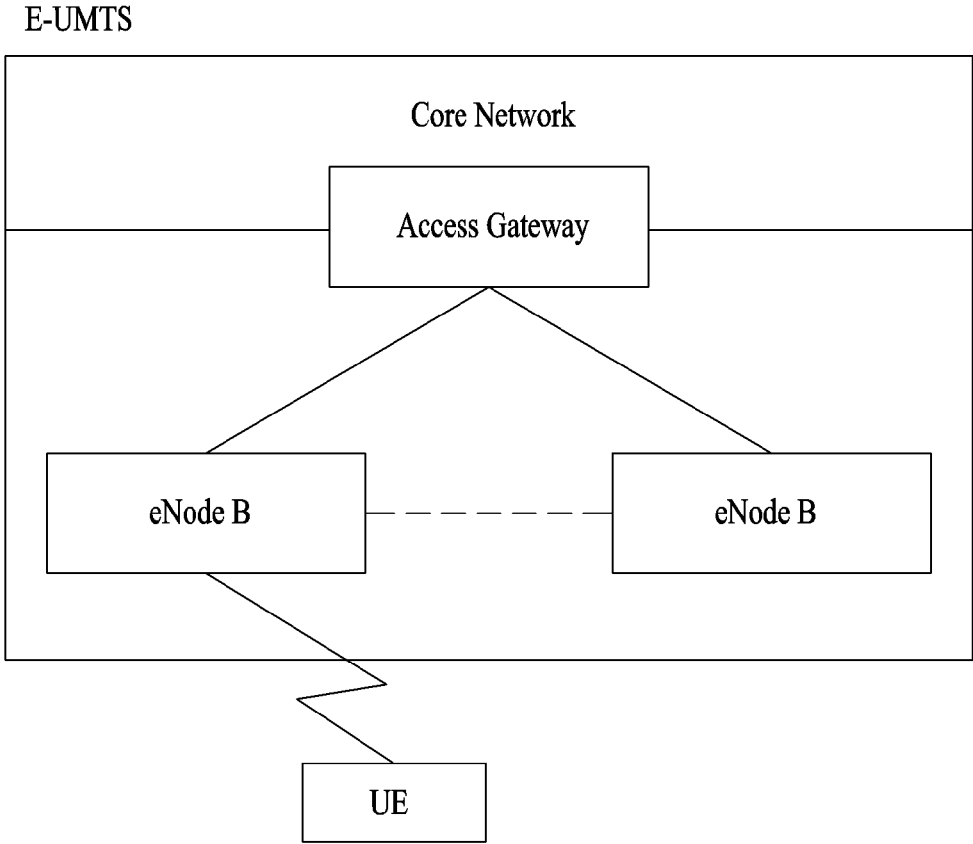 E-UMTS
Core Network
Access Gateway
eNode B
eNode B
UE